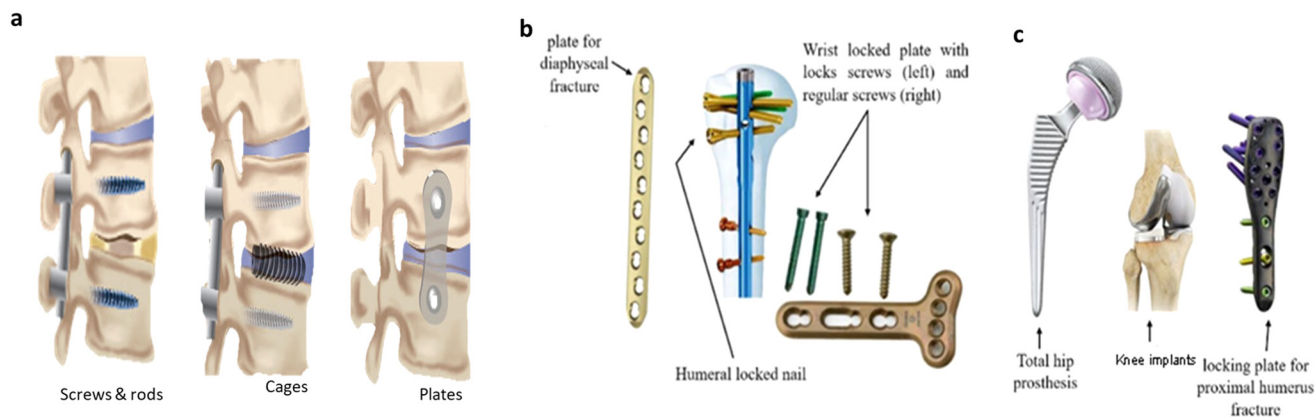 a
Screws & rods
Cages
Plates
b
plate for
diaphyseal
fracture
Wrist locked plate with
locks screws (left) and
regular screws (right)
Humeral locked nail
c
Total hip
prosthesis
Knee implants
locking plate for
proximal humerus
fracture